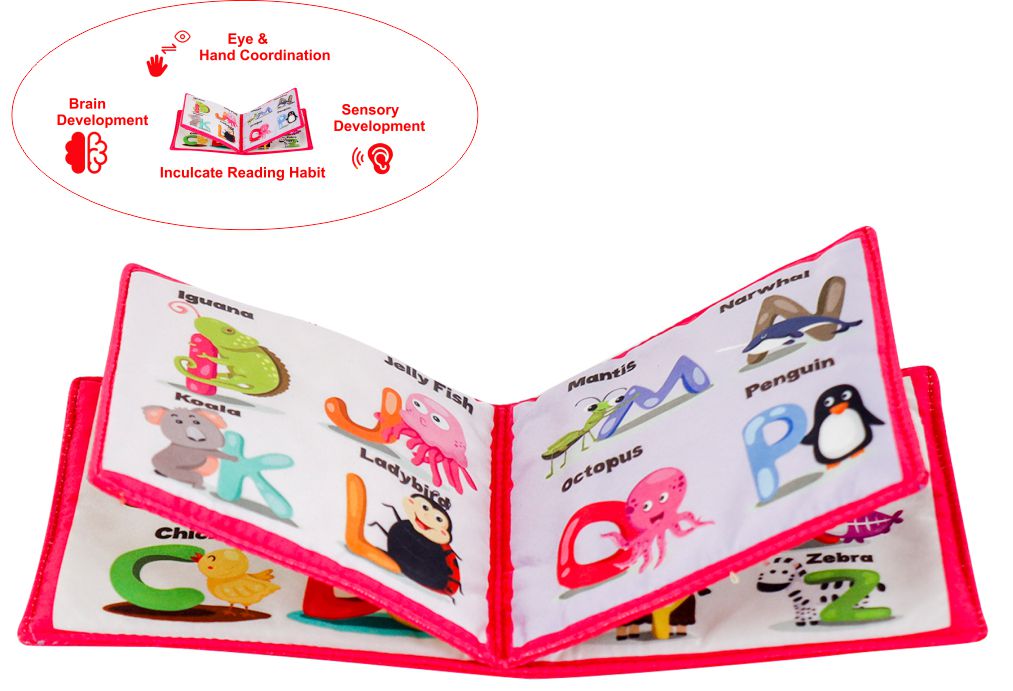 Eye &
Hand Coordination
Brain
Development
Sensory
Development
Inculcate Reading Habit
Iguana
I
Jelly Fish
J
Koala
K
Ladybird
L
Mantis
M
Narwhal
N
Octopus
O
Penguin
P
C
Zebra
Z